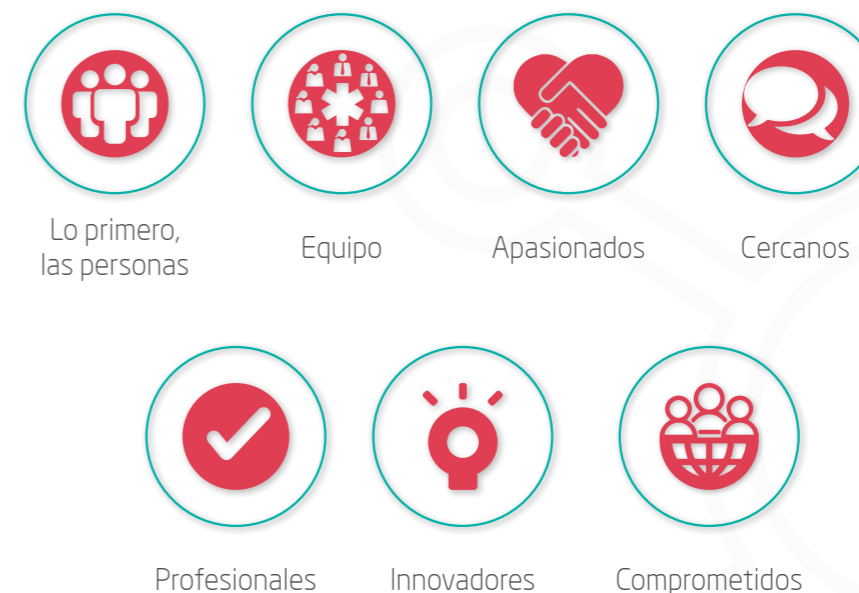 Lo primero,
las personas
Equipo
Apasionados
Cercanos
Profesionales
Innovadores
Comprometidos